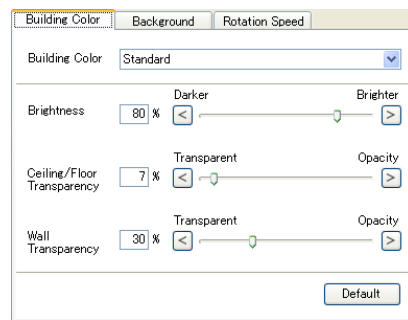 Building Color Background Rotation Speed
Building Color Standard
Darker Brighter
Brightness 80 % < >
Transparent Opacity
Ceiling/Floor
Transparency 7 % < >
Transparent Opacity
Wall
Transparency 30 % < >
Default